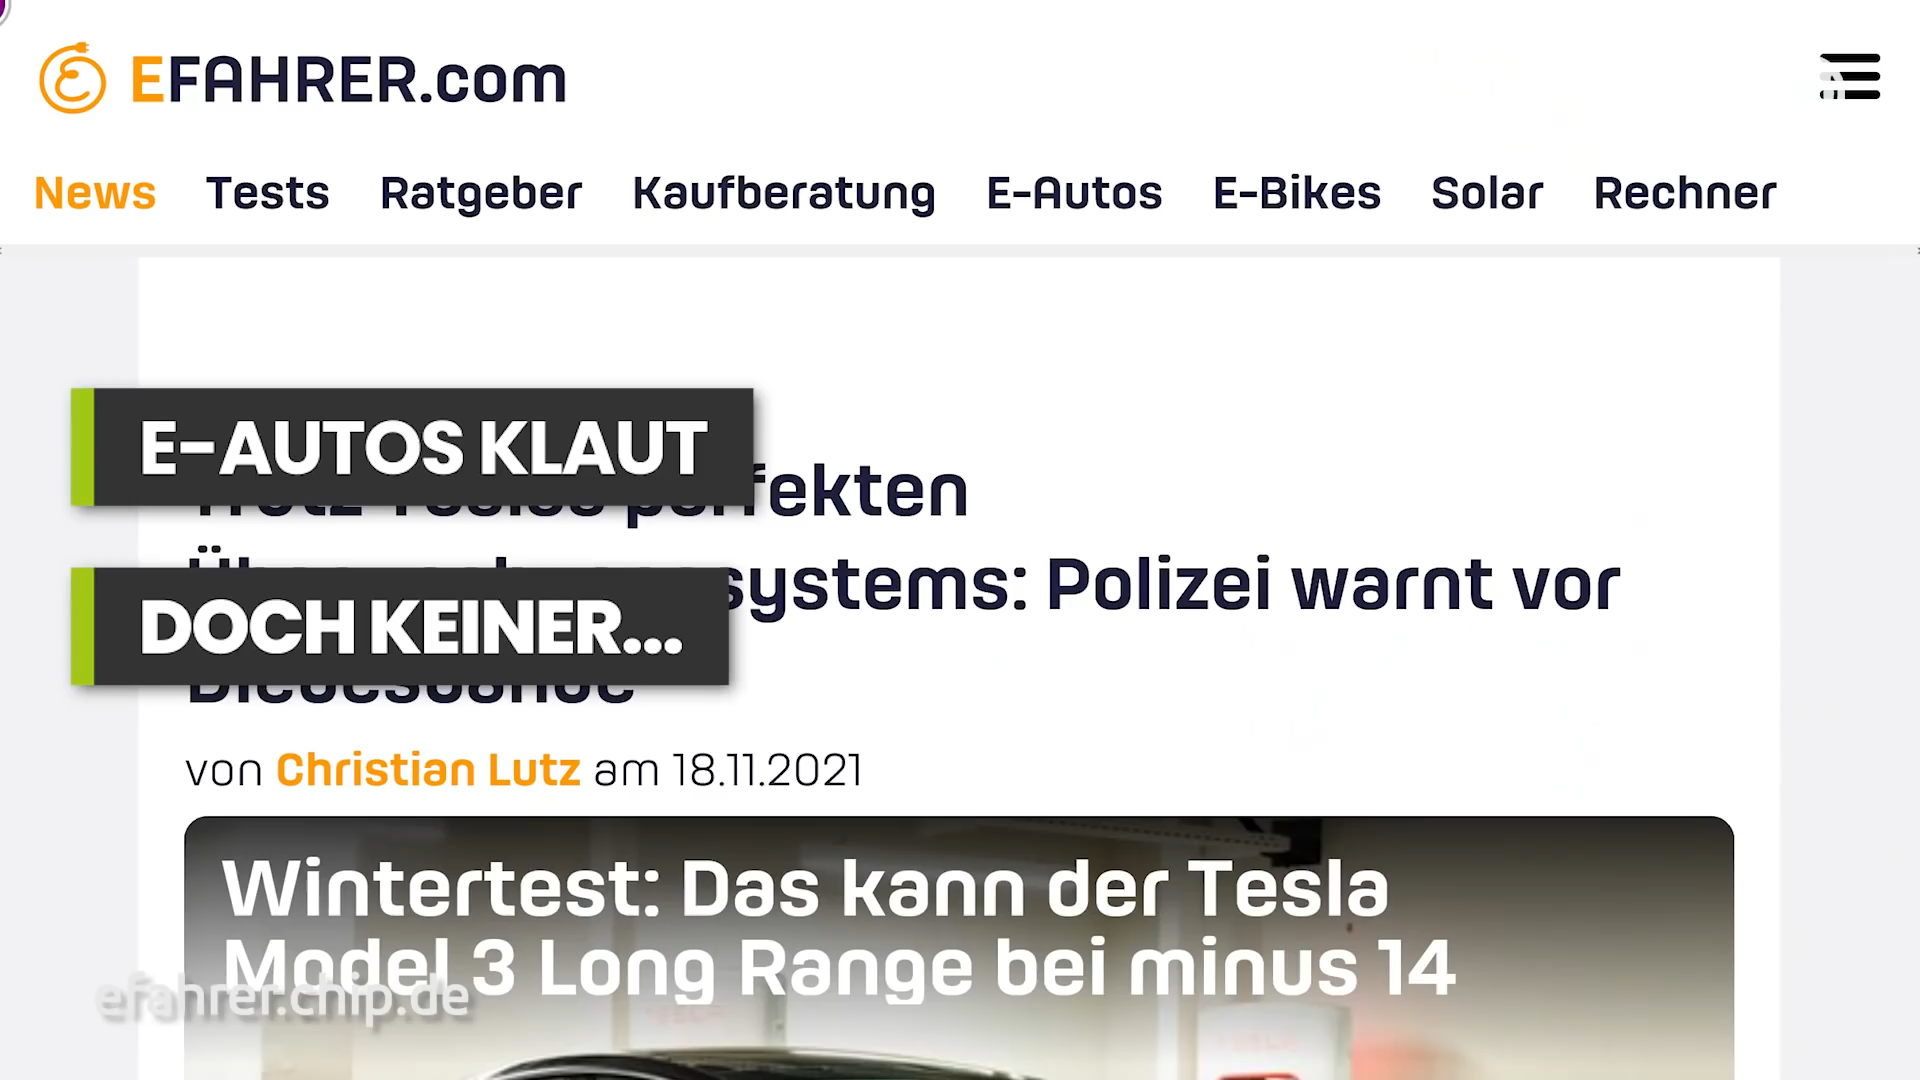 EFAHRER.com
News Tests Ratgeber Kaufberatung E-Autos E-Bikes Solar Rechner
E-AUTOS KLAUT
perfekten
systems: Polizei warnt vor
DOCH KEINER...
von Christian Lutz am 18.11.2021
Wintertest: Das kann der Tesla
Model 3 Long Range bei minus 14
efahrer.chip.de